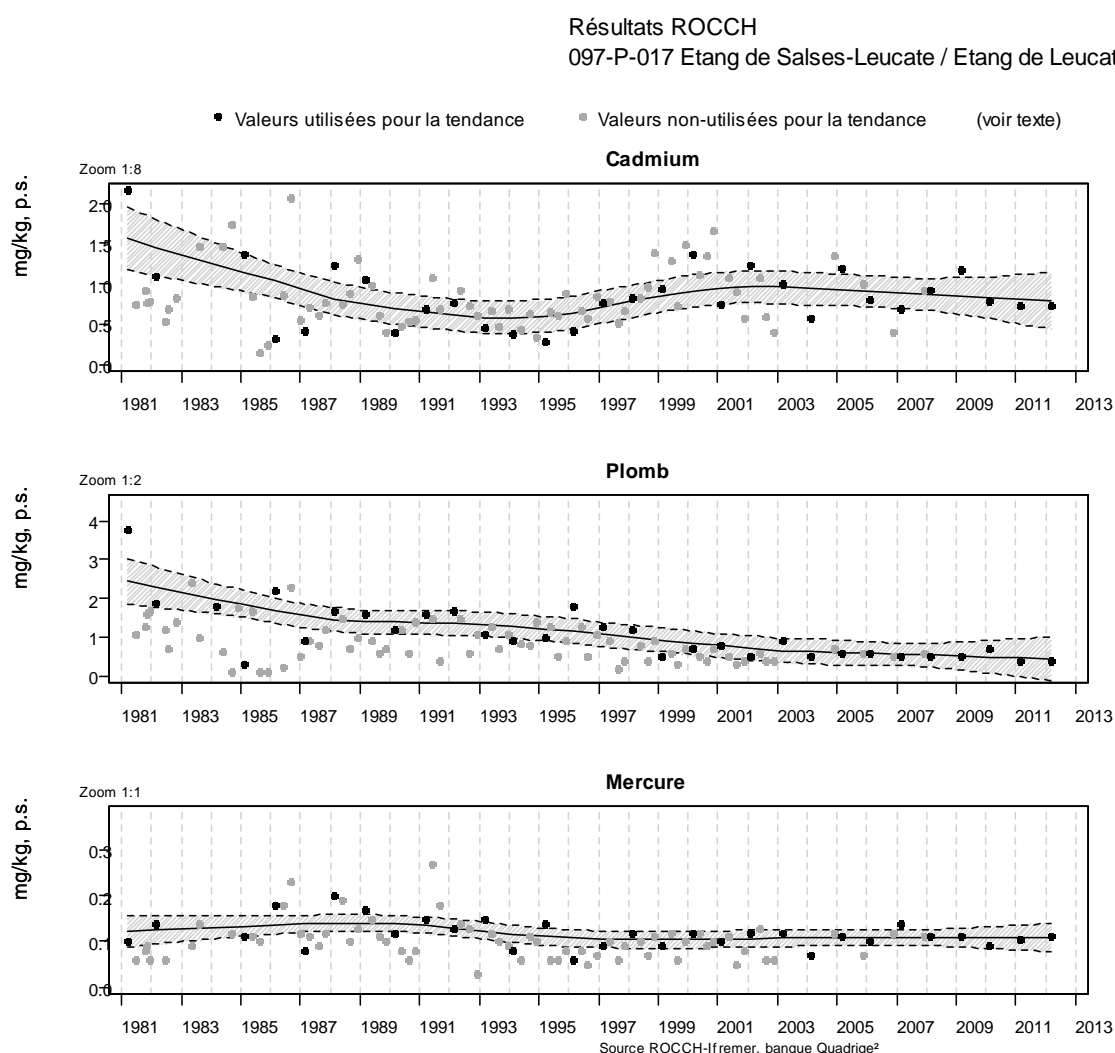 Résultats ROCCH
097-P-017 Etang de Salses-Leucate / Etang de Leucat
Valeurs utilisées pour la tendance Valeurs non-utilisées pour la tendance (voir texte)
Cadmium
Zoom 1:8
mg/kg, p.s.
2.0
1.5
1.0
0.5
0.0
1981 1983 1985 1987 1989 1991 1993 1995 1997 1999 2001 2003 2005 2007 2009 2011 2013
Plomb
Zoom 1:2
mg/kg, p.s.
4
3
2
1
0
1981 1983 1985 1987 1989 1991 1993 1995 1997 1999 2001 2003 2005 2007 2009 2011 2013
Mercure
Zoom 1:1
mg/kg, p.s.
0.3
0.2
0.1
0.0
1981 1983 1985 1987 1989 1991 1993 1995 1997 1999 2001 2003 2005 2007 2009 2011 2013
Source ROCCH-Ifremer, banque Quadrige²